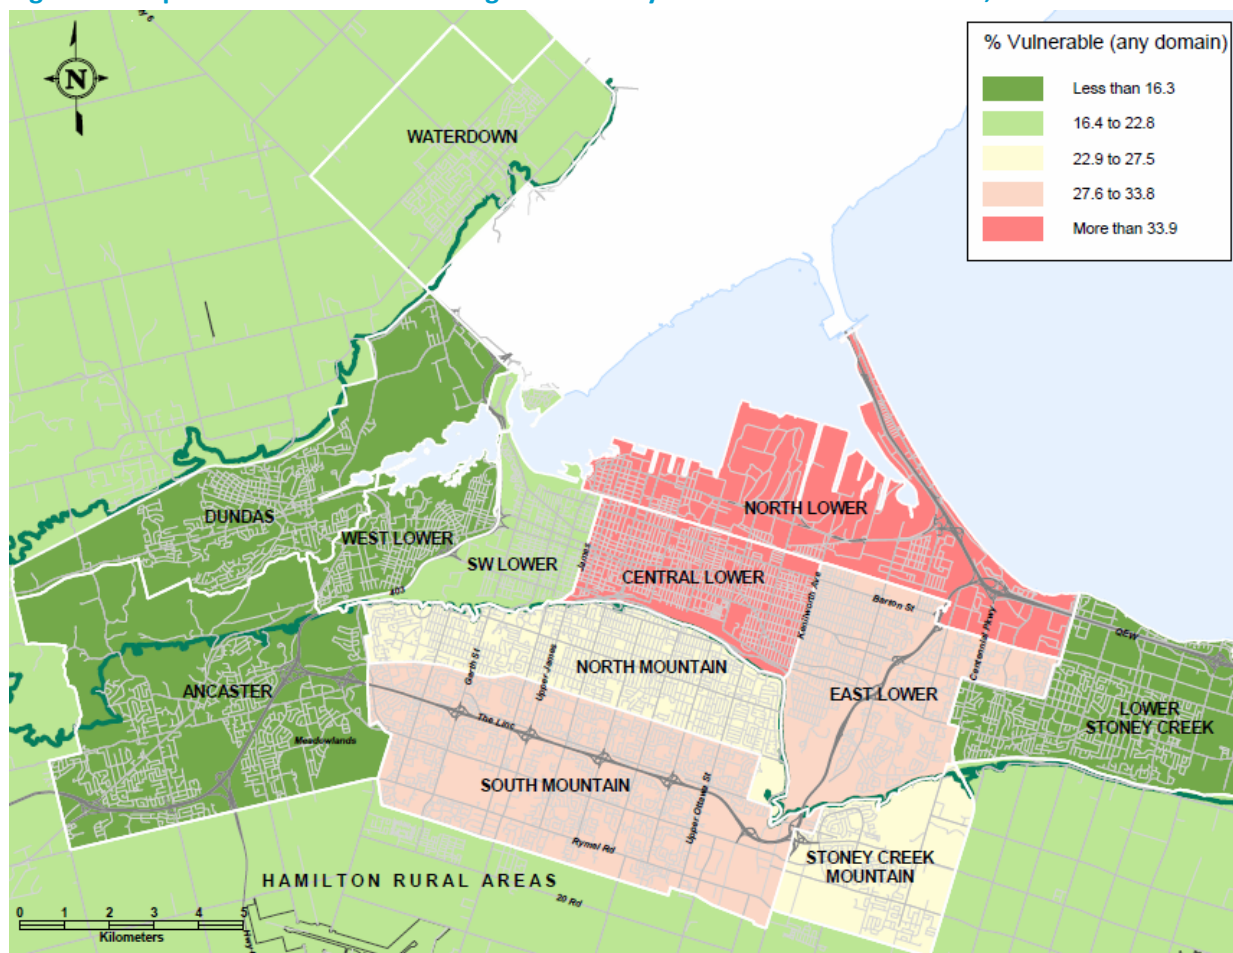 % Vulnerable (any domain)
Less than 16.3
16.4 to 22.8
22.9 to 27.5
27.6 to 33.8
More than 33.9
N
WATERDOWN
DUNDAS
WEST LOWER
SW LOWER
403
James
NORTH LOWER
CENTRAL LOWER
Kenilworth Ave
Barton St
Centennial Pkwy
QEW
NORTH MOUNTAIN
Garth St
Upper James
EAST LOWER
ANCASTER
Meadowlands
The Linc
LOWER
STONEY CREEK
SOUTH MOUNTAIN
Upper Ottawa St
Rymal Rd
STONEY CREEK
MOUNTAIN
HAMILTON RURAL AREAS
20 Rd
0 1 2 3 4 5
Kilometers